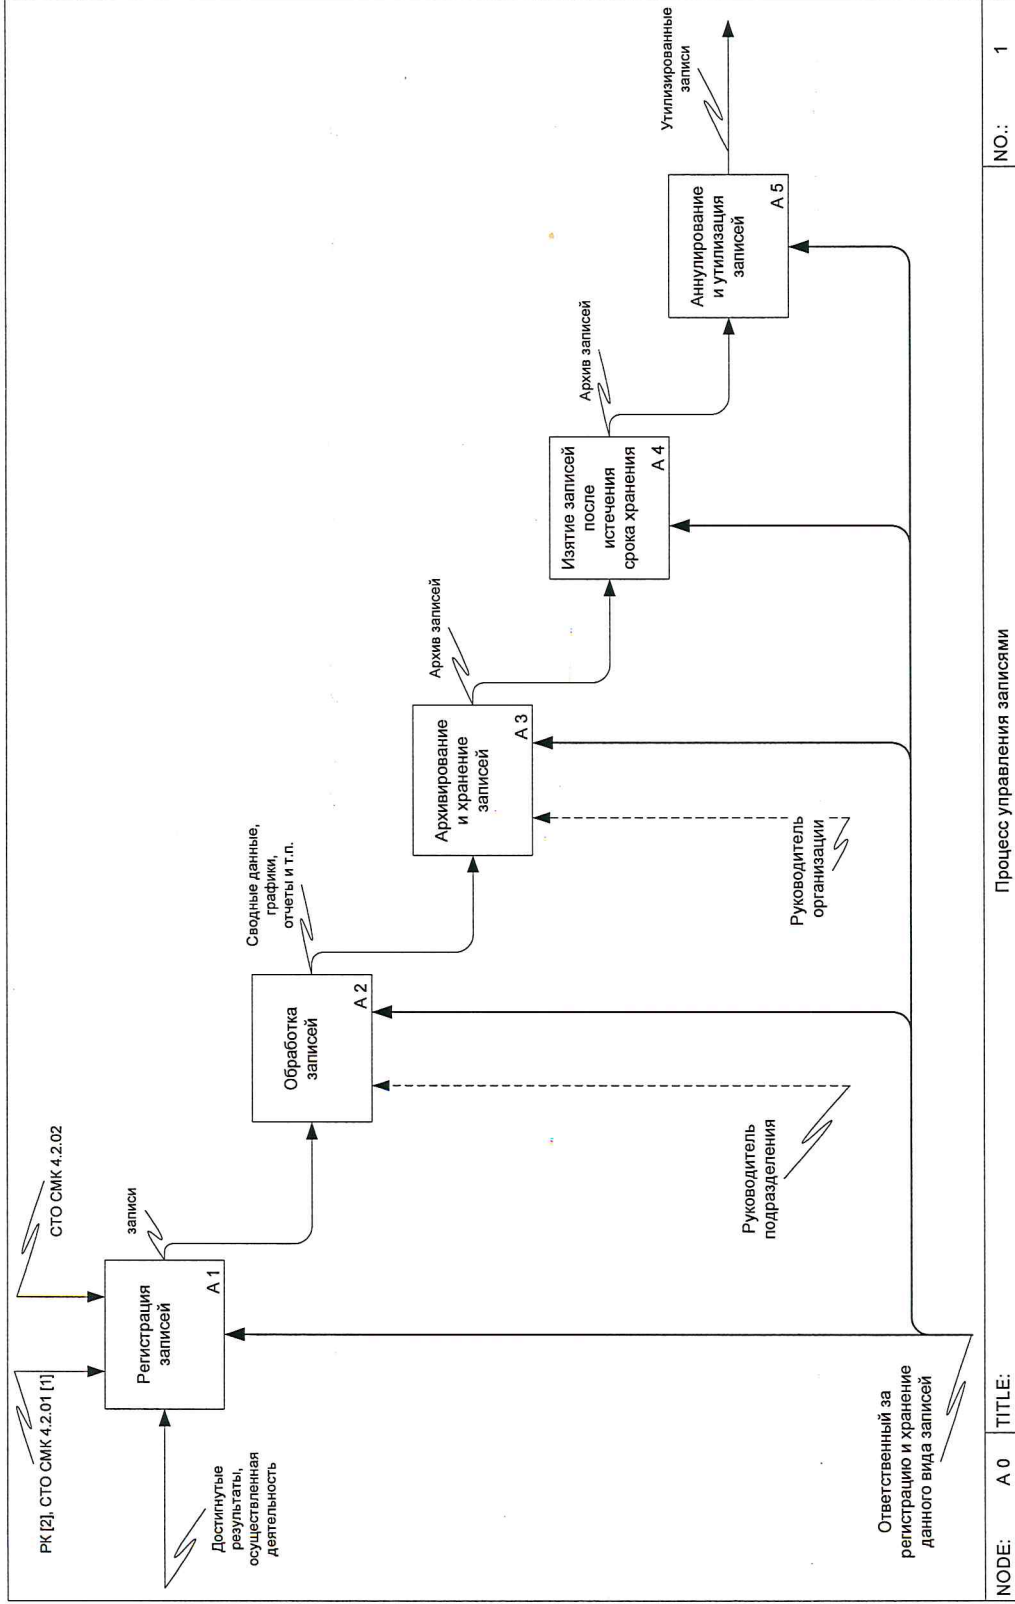 РК [2], СТО СМК 4.2.01 [1]
СТО СМК 4.2.02
Достигнутые
результаты,
осуществленная
деятельность
Регистрация
записей
А 1
записи
Обработка
записей
А 2
Сводные данные,
графики,
отчеты и т.п.
Архивирование
и хранение
записей
А 3
Архив записей
Изятие записей
после
истечения
срока хранения
А 4
Архив записей
Аннулирование
и утилизация
записей
А 5
Утилизированные
записи
Руководитель
подразделения
Руководитель
организации
Ответственный за
регистрацию и хранение
данного вида записей
NODE: А 0 TITLE: Процесс управления записями NO.: 1